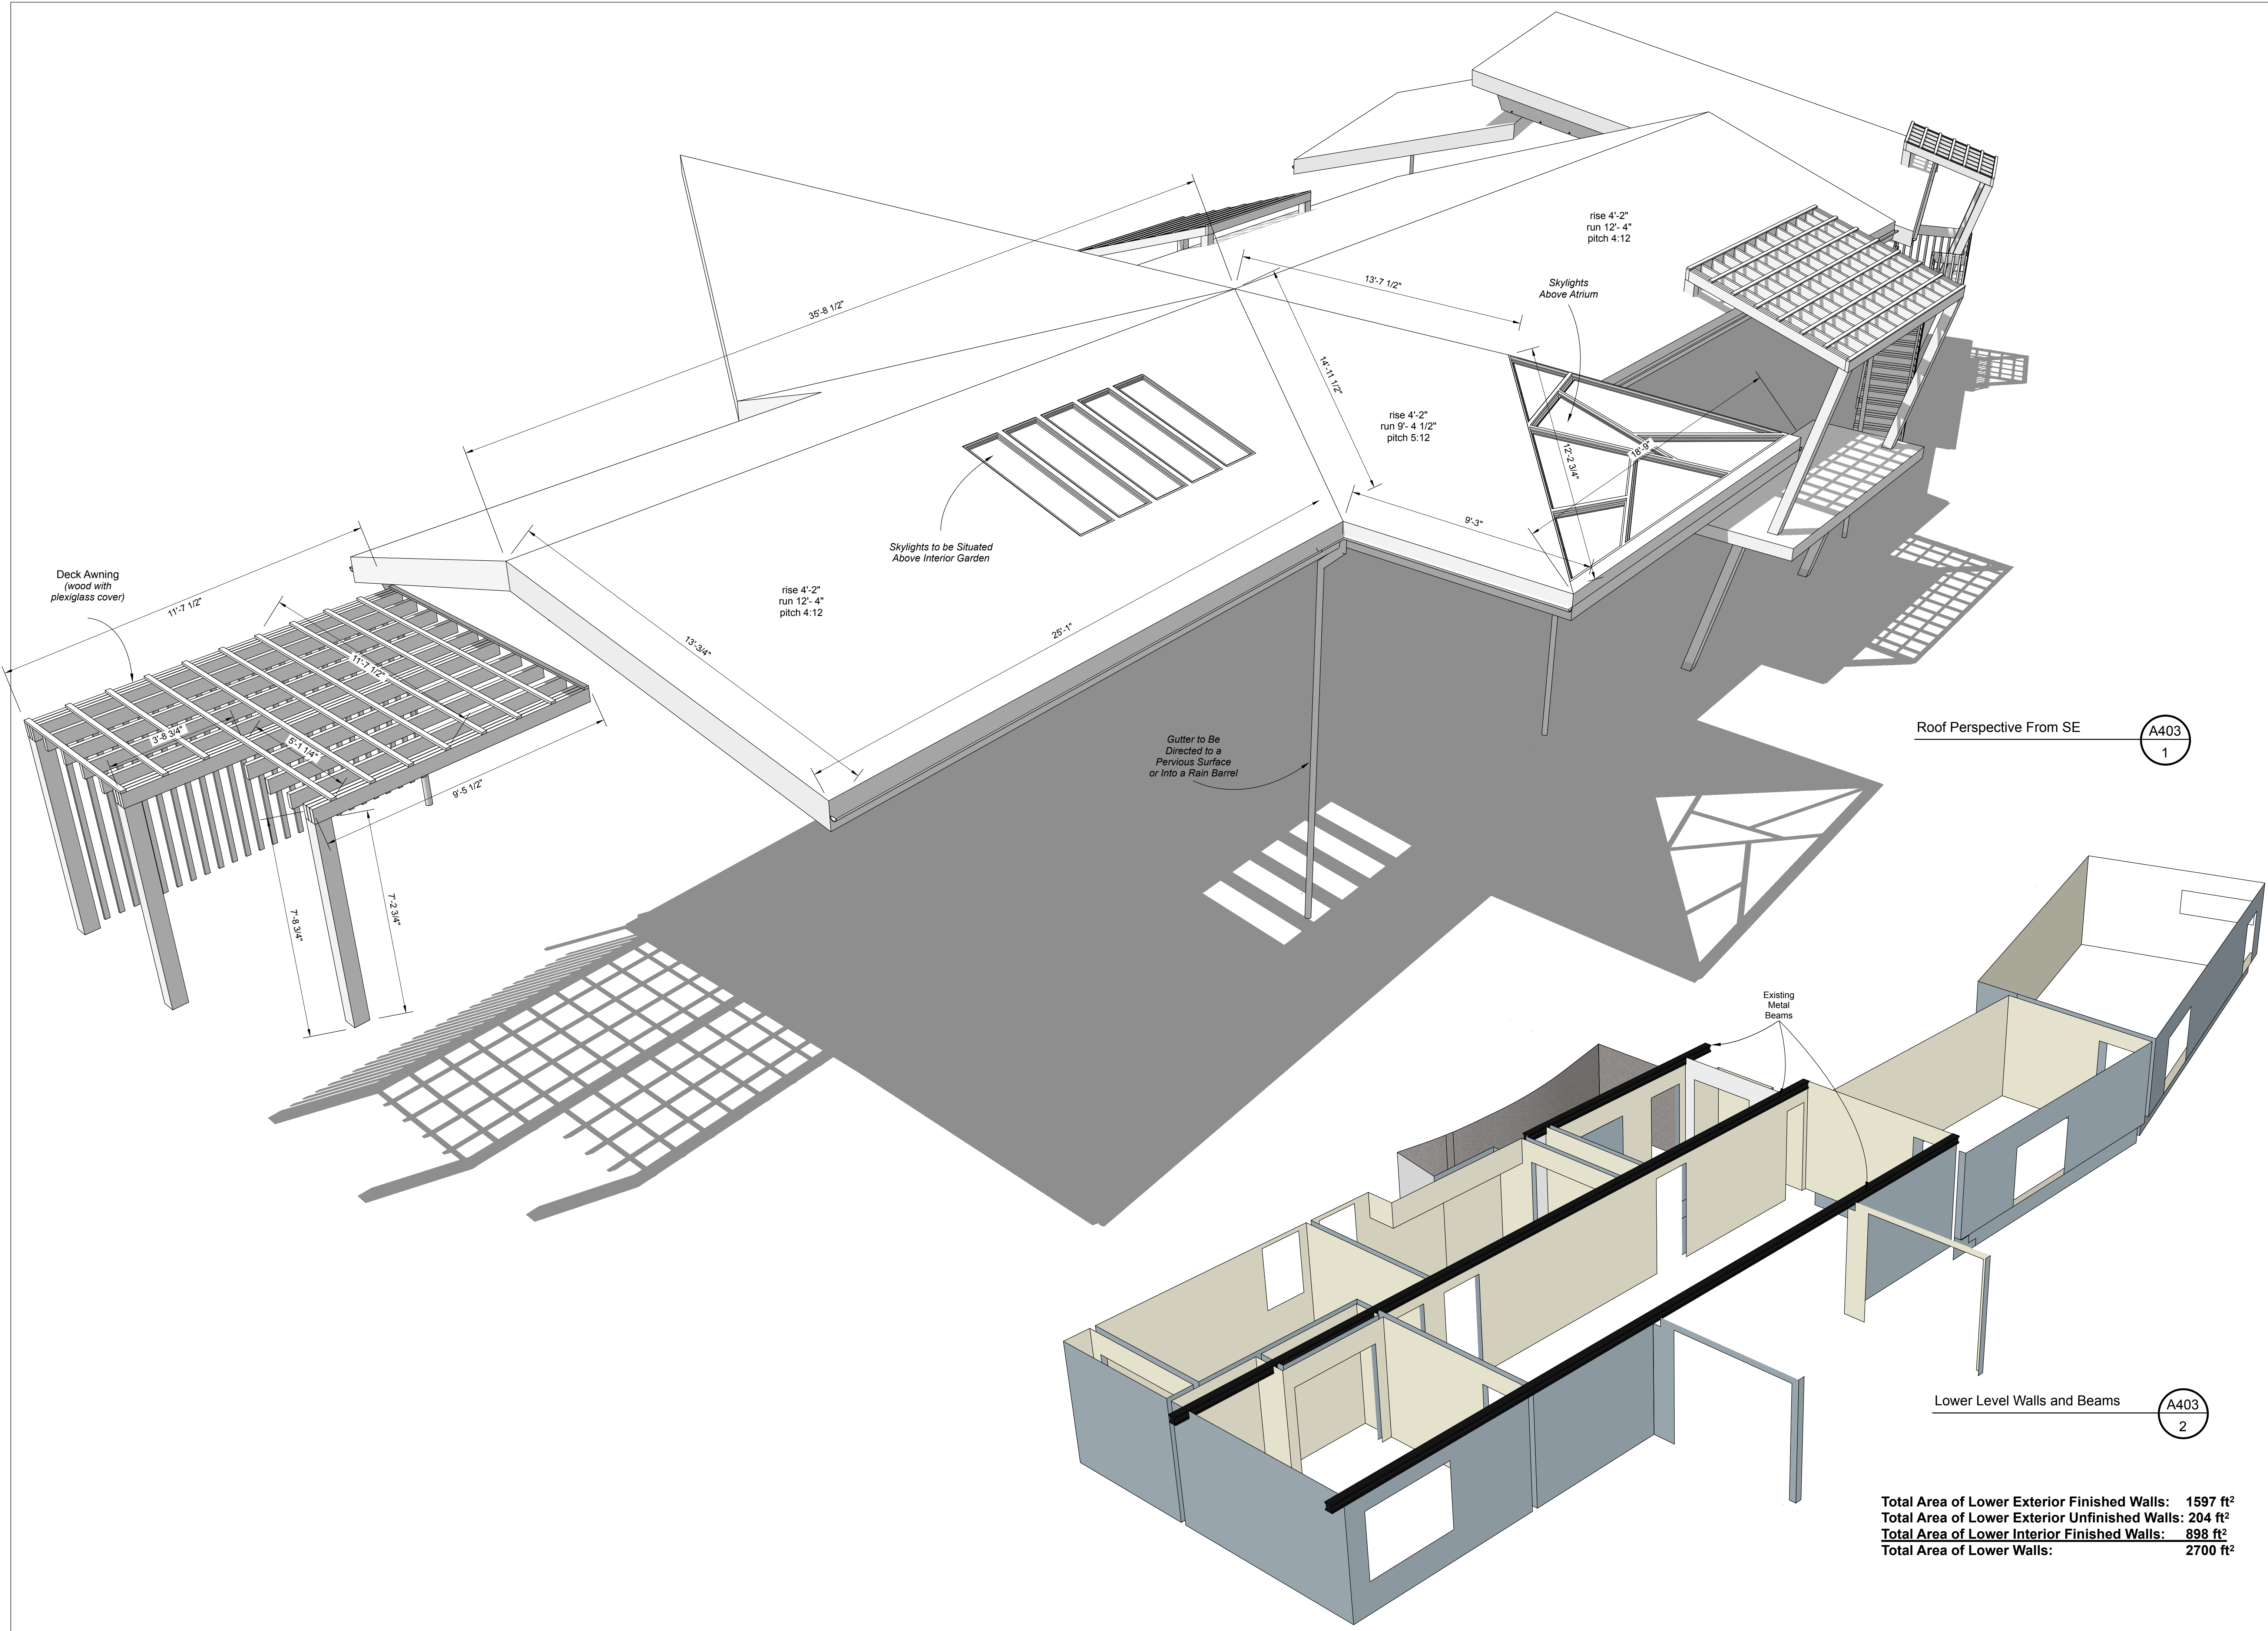 rise 4'-2"
run 12'- 4"
pitch 4:12
13'-7 1/2"
Skylights
Above Atrium
35'-8 1/2"
14'-11 1/2"
rise 4'-2"
run 9'- 4 1/2"
pitch 5:12
12'-2 3/4"
18'-9"
9'-3"
Skylights to be Situated
Above Interior Garden
Deck Awning
(wood with
plexiglass cover)
11'-7 1/2"
rise 4'-2"
run 12'- 4"
pitch 4:12
13'-3/4"
25'-1"
11'-7 1/2"
3'-8 3/4"
5'-1 1/4"
9'-5 1/2"
7'-8 3/4"
7'-2 3/4"
Gutter to Be
Directed to a
Pervious Surface
or Into a Rain Barrel
Roof Perspective From SE
A403
1
Existing
Metal
Beams
Lower Level Walls and Beams
A403
2
Total Area of Lower Exterior Finished Walls: 1597 ft²
Total Area of Lower Exterior Unfinished Walls: 204 ft²
Total Area of Lower Interior Finished Walls: 898 ft²
Total Area of Lower Walls: 2700 ft²